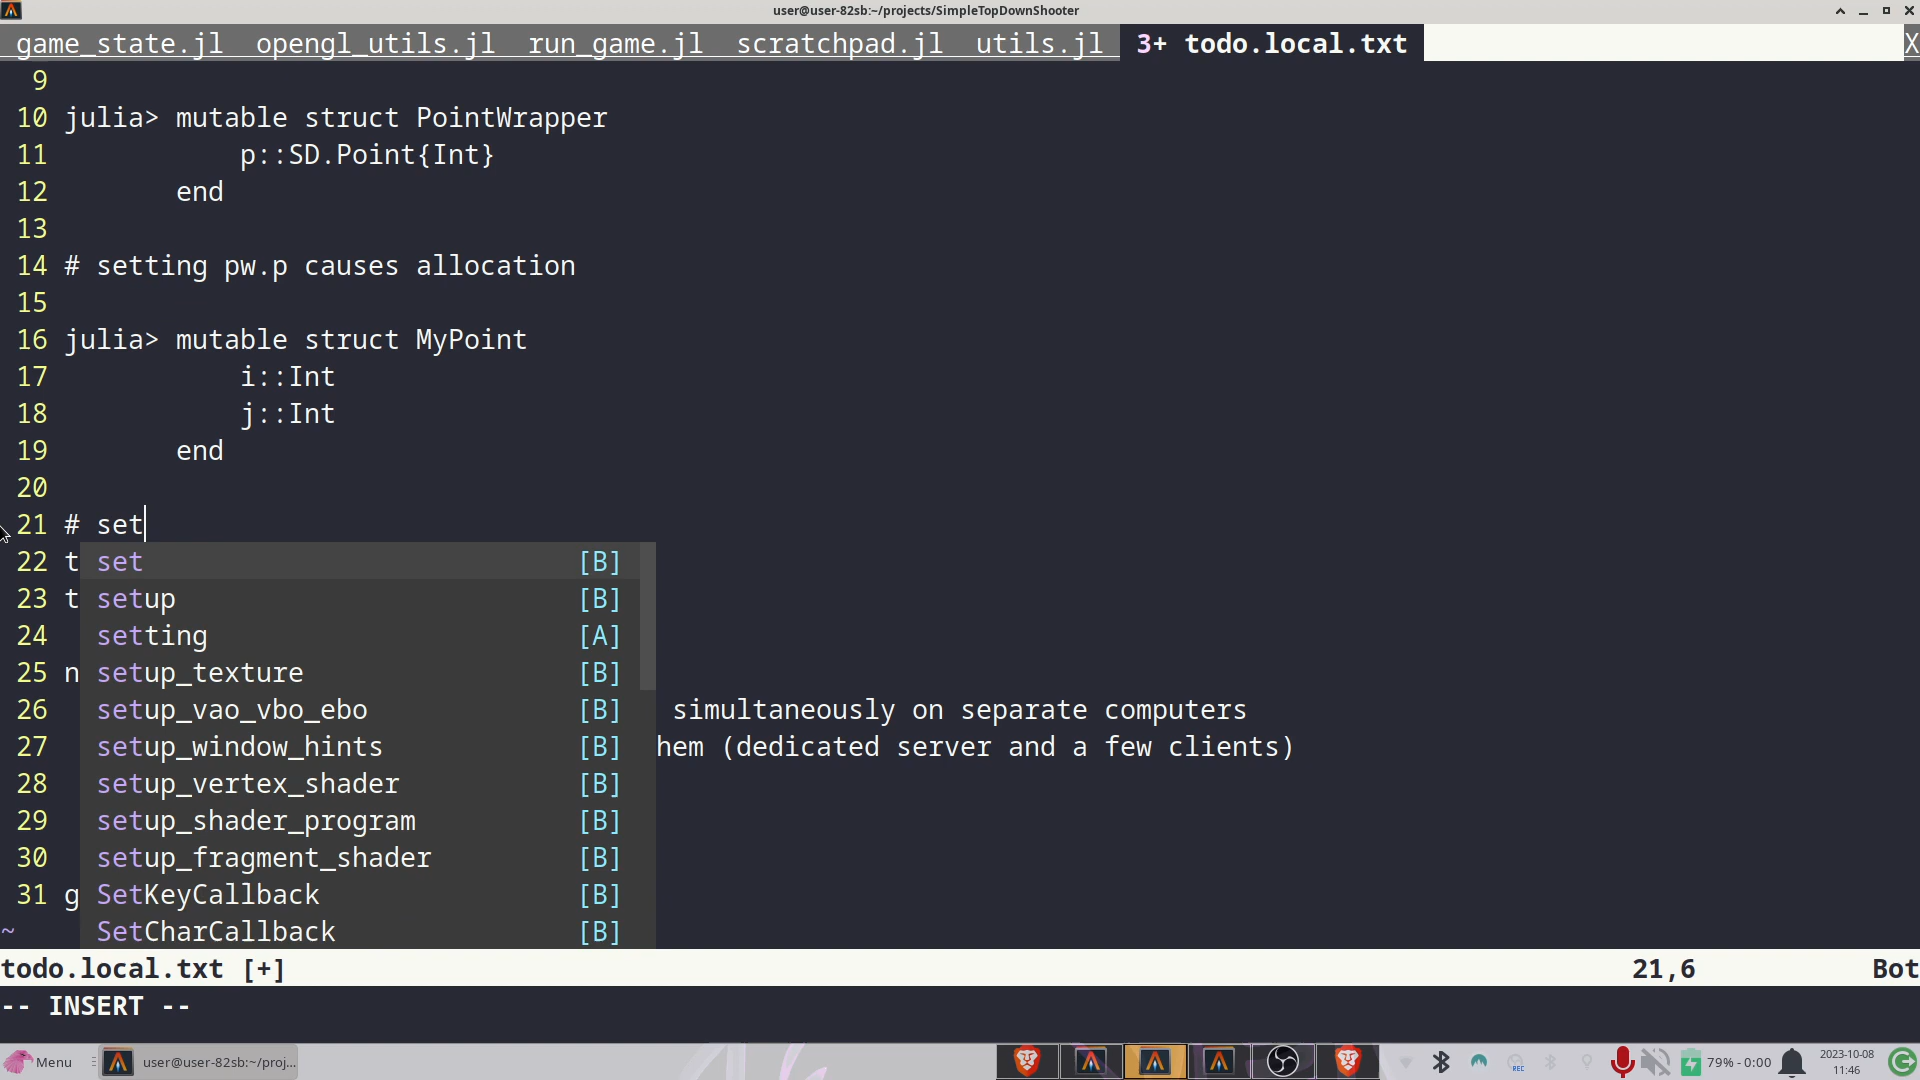 user@user-82sb:~/projects/SimpleTopDownShooter
game_state.jl opengl_utils.jl run_game.jl scratchpad.jl utils.jl 3+ todo.local.txt X
9
10 julia> mutable struct PointWrapper
11 p::SD.Point{Int}
12 end
13
14 # setting pw.p causes allocation
15
16 julia> mutable struct MyPoint
17 i::Int
18 j::Int
19 end
20
21 # set
22 t set [B]
23 t setup [B]
24 setting [A]
25 n setup_texture [B]
26 setup_vao_vbo_ebo [B] simultaneously on separate computers
27 setup_window_hints [B] hem (dedicated server and a few clients)
28 setup_vertex_shader [B]
29 setup_shader_program [B]
30 setup_fragment_shader [B]
31 g SetKeyCallback [B]
~ SetCharCallback [B]
todo.local.txt [+] 21,6 Bot
-- INSERT --
Menu user@user-82sb:~/proj... REC 79% - 0:00 2023-10-08
11:46